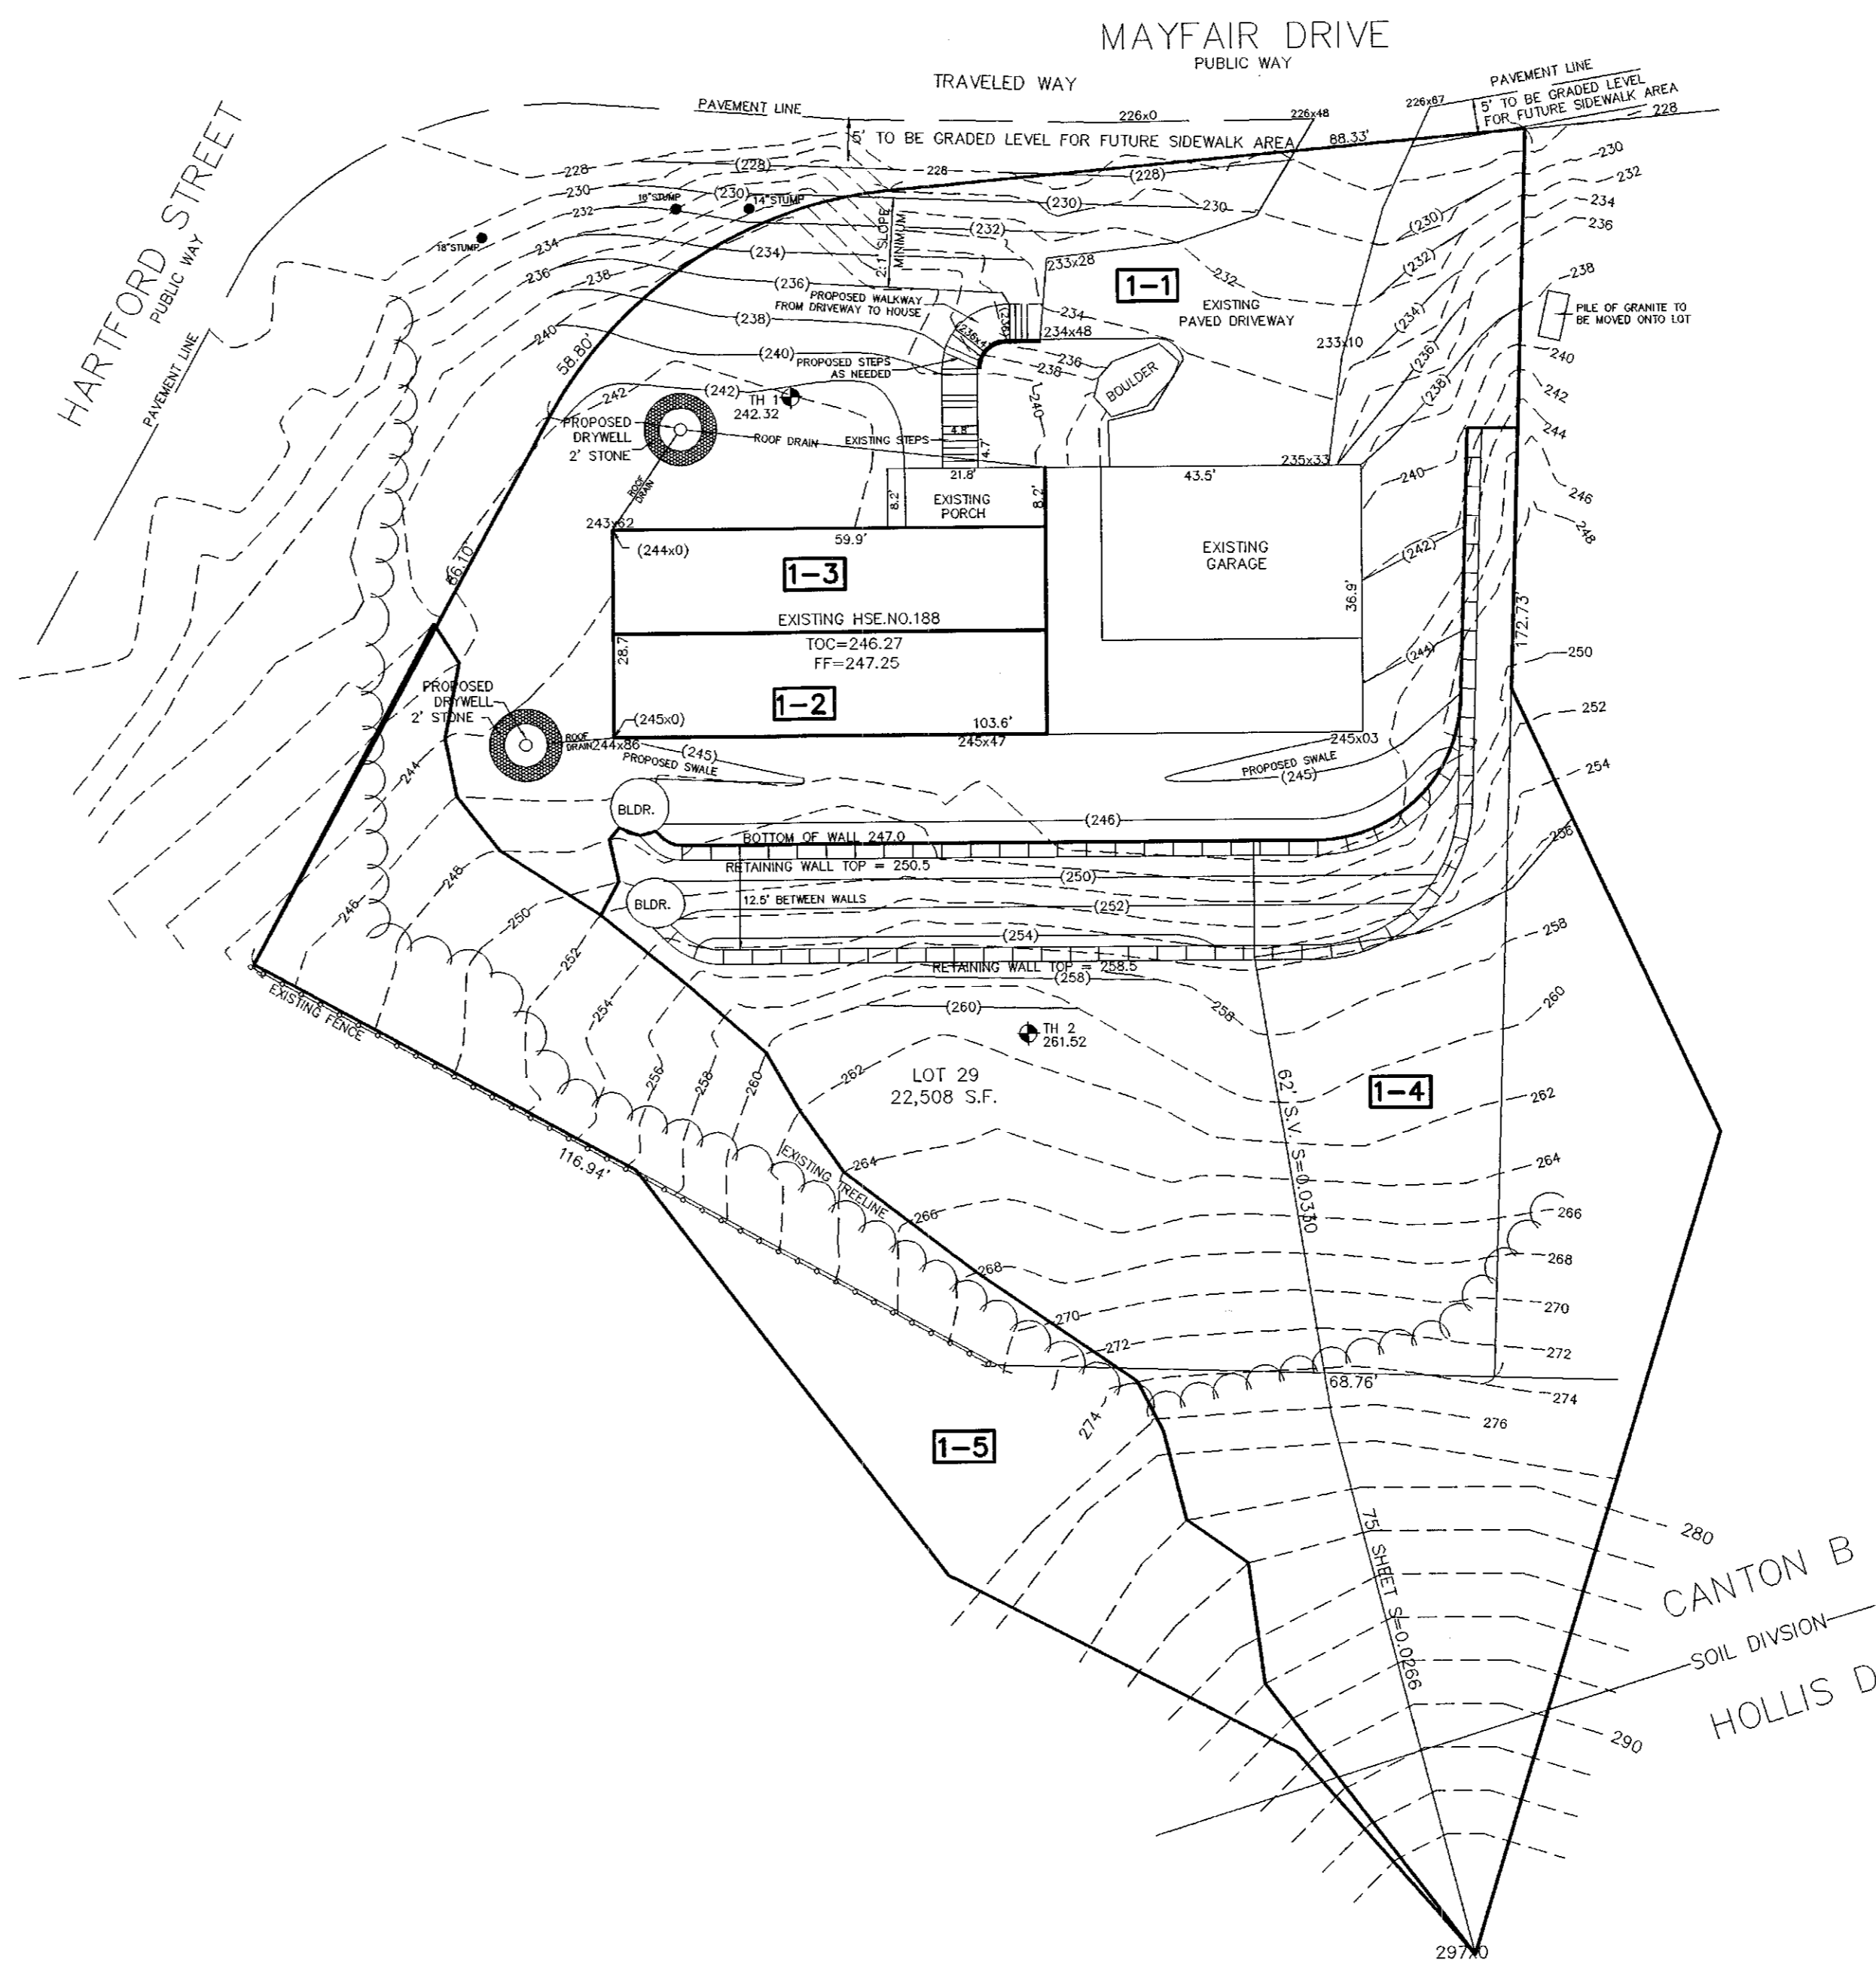 MAYFAIR DRIVE
PUBLIC WAY
TRAVELED WAY
PAVEMENT LINE
5' TO BE GRADED LEVEL
FOR FUTURE SIDEWALK AREA
228
PAVEMENT LINE
226x0
226x48
226x67
5' TO BE GRADED LEVEL FOR FUTURE SIDEWALK AREA
88.33'
HARTFORD STREET
PUBLIC WAY
PAVEMENT LINE
228
(228)
228
(228)
230
(230)
(230)
230
(230)
230
232
234
236
16"STUMP
14"STUMP
18"STUMP
232
(232)
(232)
234
(234)
(234)
236
(236)
(236)
238
(238)
(238)
2:1' SLOPE
MINIMUM
233x28
232
1-1
EXISTING
PAVED DRIVEWAY
238
PILE OF GRANITE TO
BE MOVED ONTO LOT
PROPOSED WALKWAY
FROM DRIVEWAY TO HOUSE
234
234x48
233x10
240
58.80'
(240)
PROPOSED STEPS
AS NEEDED
236
238
240
BOULDER
240
242
244
242
(242)
TH 1
242.32
PROPOSED
DRYWELL
2' STONE
ROOF DRAIN
EXISTING STEPS
4.8'
4.7'
235x33
240
246
248
ROOF
DRAIN
21.8'
43.5'
8.2'
EXISTING
PORCH
8.2'
243x62
(244x0)
59.9'
EXISTING
GARAGE
(242)
1-3
86.10'
36.9'
172.73'
EXISTING HSE.NO.188
28.7
TOC=246.27
FF=247.25
(244)
250
1-2
PROPOSED
DRYWELL
2' STONE
(245x0)
103.6'
252
ROOF
DRAIN
244x86
245x47
245x03
(245)
PROPOSED SWALE
PROPOSED SWALE
(245)
254
244
BLDR.
(246)
256
BOTTOM OF WALL 247.0
RETAINING WALL TOP = 250.5
248
(250)
12.5' BETWEEN WALLS
(252)
BLDR.
246
250
252
(254)
258
RETAINING WALL TOP = 258.5
(258)
EXISTING FENCE
254
(260)
258
260
TH 2
261.52
256
258
260
262
LOT 29
22,508 S.F.
62' S.V. S=0.0330
1-4
262
116.94'
EXISTING TREELINE
264
264
266
266
268
268
270
270
272
272
68.76'
274
274
276
1-5
75' SHEET S=0.0266
280
CANTON B
SOIL DIVSION
HOLLIS D
290
297x0